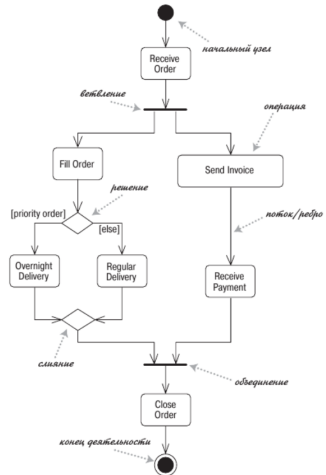 начальный узел
Receive
Order
ветвление
операция
Fill Order
Send Invoice
решение
[priority order]
[else]
поток/ребро
Overnight
Delivery
Regular
Delivery
Receive
Payment
слияние
объединение
Close
Order
конец деятельности